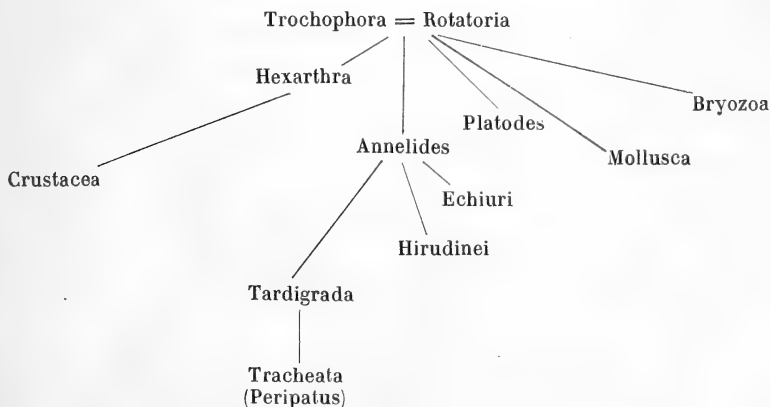 Trochophora = Rotatoria
Hexarthra
Bryozoa
Platodes
Annelides
Mollusca
Crustacea
Echiuri
Hirudinei
Tardigrada
Tracheata
(Peripatus)